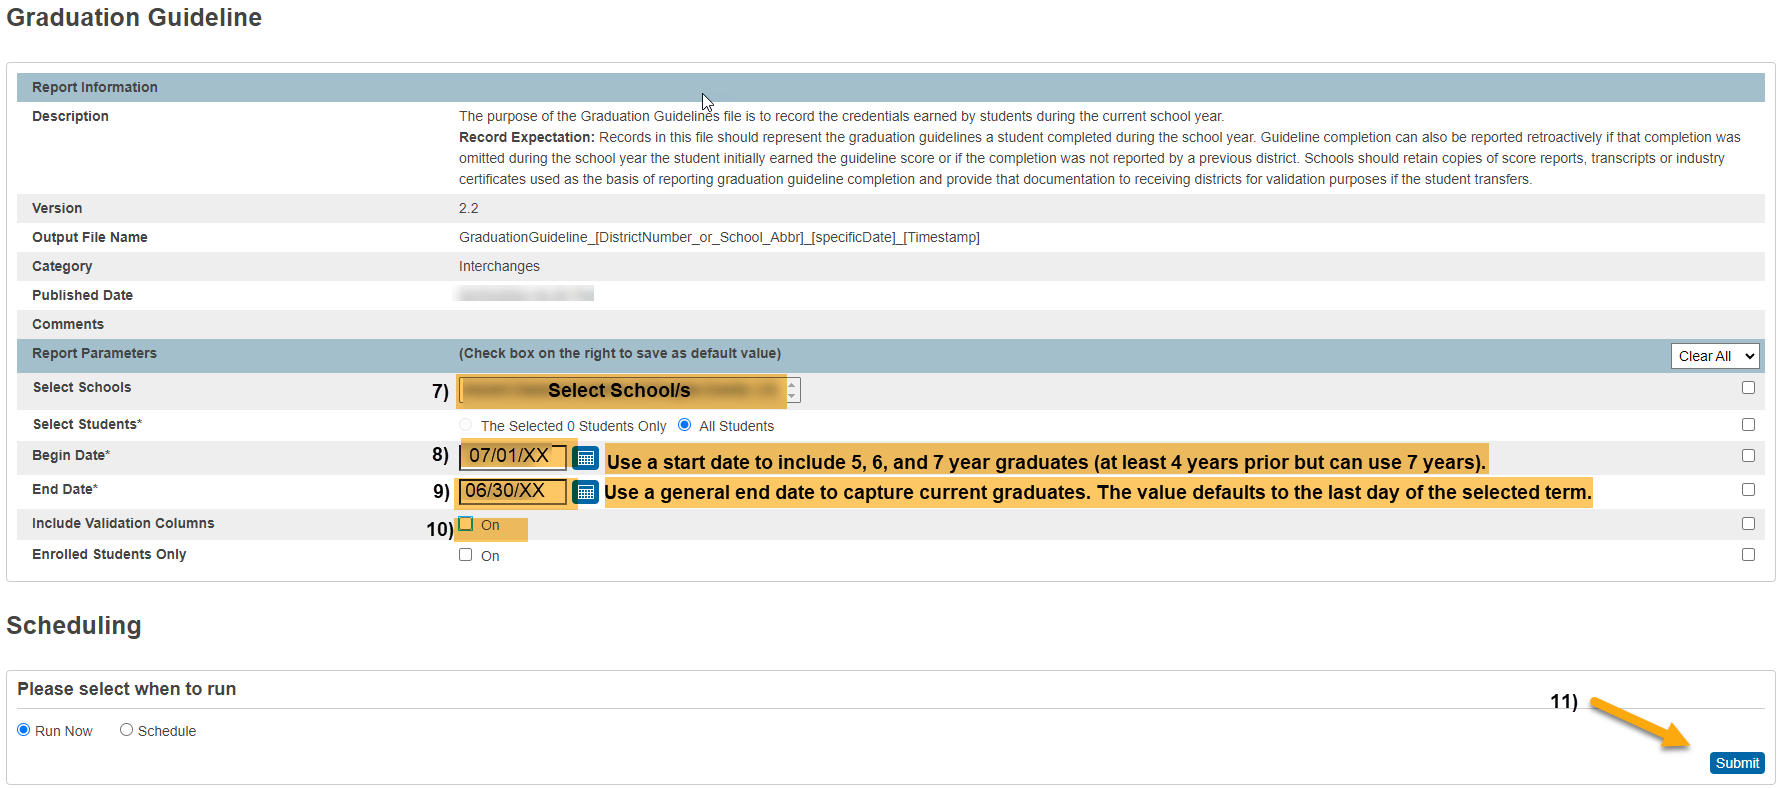 Graduation Guideline
Report Information
Description
The purpose of the Graduation Guidelines file is to record the credentials earned by students during the current school year.
Record Expectation: Records in this file should represent the graduation guidelines a student completed during the school year. Guideline completion can also be reported retroactively if that completion was
omitted during the school year the student initially earned the guideline score or if the completion was not reported by a previous district. Schools should retain copies of score reports, transcripts or industry
certificates used as the basis of reporting graduation guideline completion and provide that documentation to receiving districts for validation purposes if the student transfers.
Version 2.2
Output File Name GraduationGuideline_[DistrictNumber_or_School_Abbr]_[specificDate]_[Timestamp]
Category Interchanges
Published Date
Comments
Report Parameters (Check box on the right to save as default value) Clear All
Select Schools 7) Select School/s
Select Students* The Selected 0 Students Only All Students
Begin Date* 8) 07/01/XX Use a start date to include 5, 6, and 7 year graduates (at least 4 years prior but can use 7 years).
End Date* 9) 06/30/XX Use a general end date to capture current graduates. The value defaults to the last day of the selected term.
Include Validation Columns 10) On
Enrolled Students Only On
Scheduling
Please select when to run
11)
Run Now Schedule
Submit